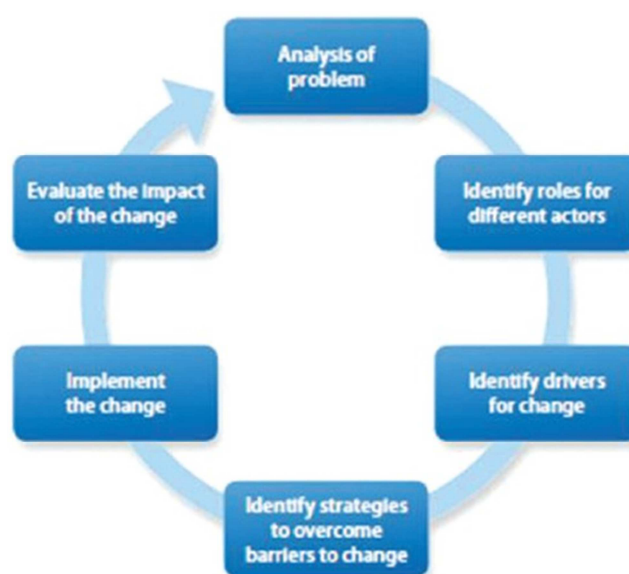 Analysis of
problem
Identify roles for
different actors
Identify drivers
for change
Identify strategies
to overcome
barriers to change
Implement
the change
Evaluate the impact
of the change